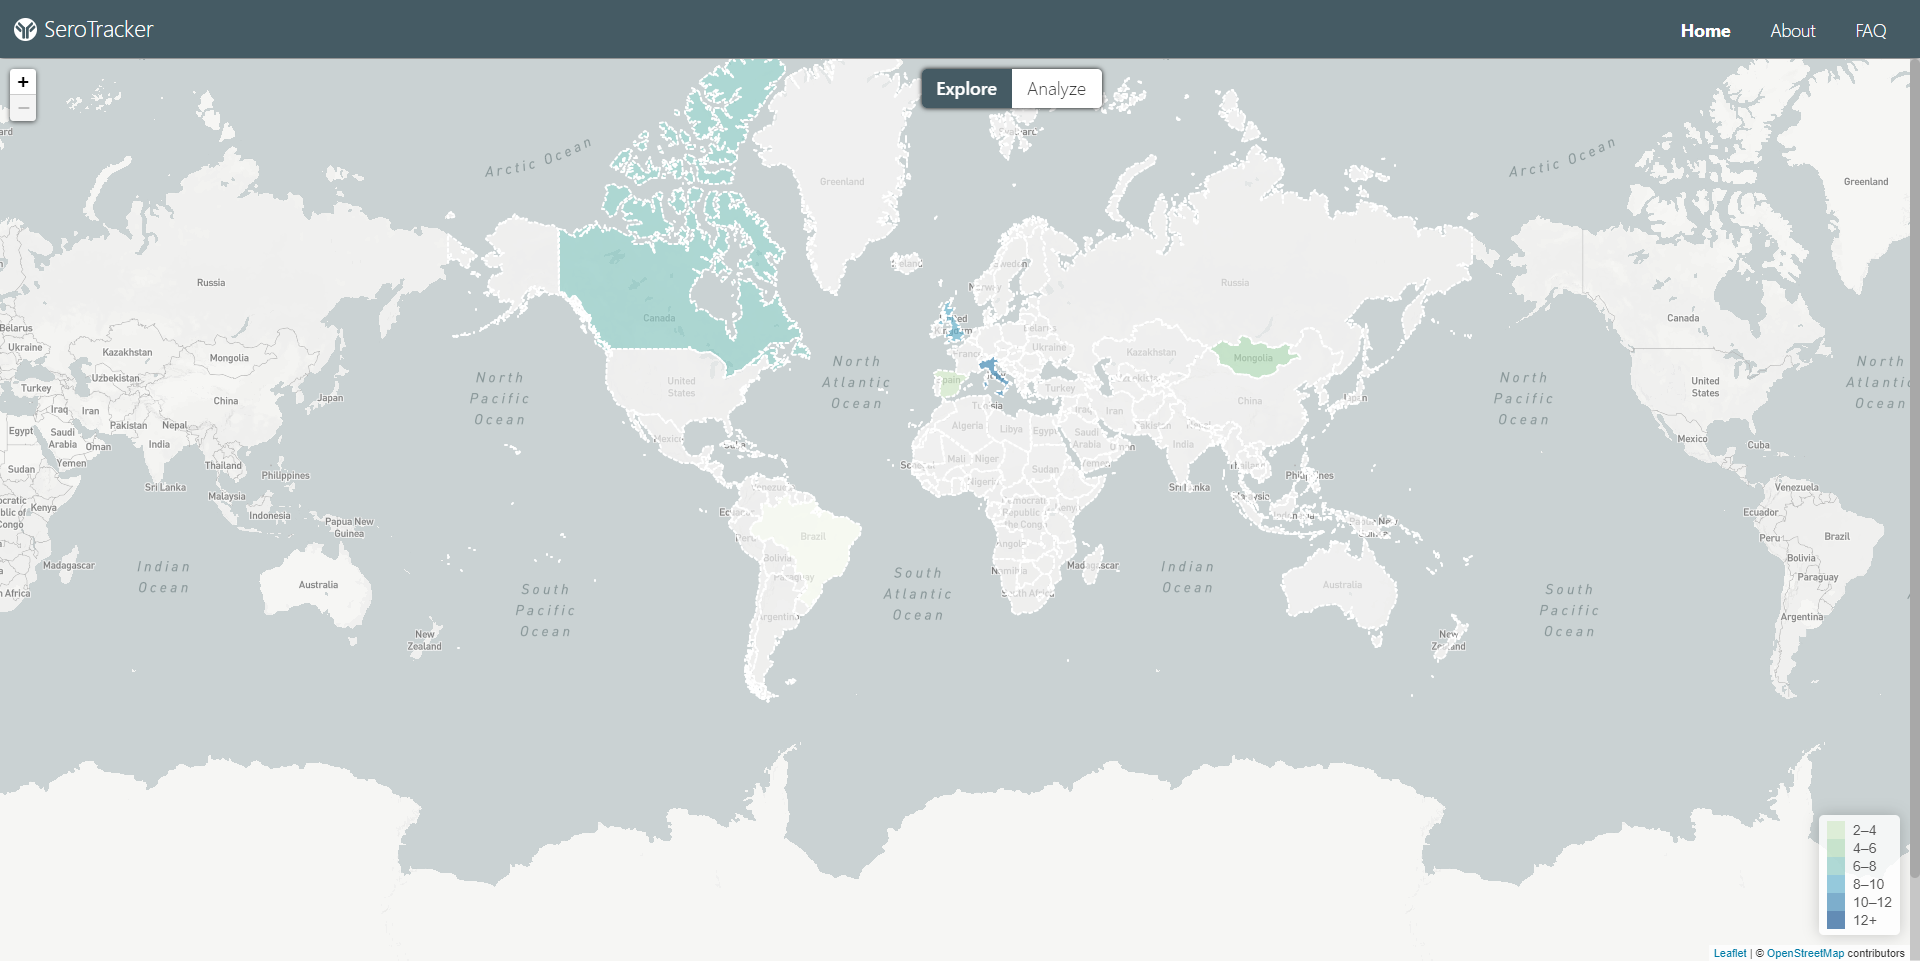 SeroTracker
Home
About
FAQ
+
−
Explore
Analyze
Arctic Ocean
Arctic Ocean
Greenland
Greenland
Russia
Russia
Canada
Canada
Belarus
Ukraine
Ukraine
Kazakhstan
Kazakhstan
Mongolia
Mongolia
Uzbekistan
Turkey
Turkey
China
China
Japan
Iraq
Iran
Iran
Pakistan
Nepal
Egypt
Saudi
Arabia
Saudi
Arabia
Oman
India
India
Yemen
Sudan
Sudan
Thailand
Philippines
Sri Lanka
Malaysia
Kenya
Congo
Indonesia
Papua New
Guinea
Madagascar
Africa
Australia
Australia
New
Zealand
Indian
Ocean
Indian
Ocean
North
Pacific
Ocean
North
Pacific
Ocean
South
Pacific
Ocean
South
Pacific
Ocean
North
Atlantic
Ocean
North
Atlantic
Ocean
South
Atlantic
Ocean
United
States
United
States
Mexico
Cuba
Venezuela
Ecuador
Peru
Brazil
Brazil
Bolivia
Bolivia
Paraguay
Paraguay
Argentina
Argentina
Algeria
Libya
Mali
Niger
2–4
4–6
6–8
8–10
10–12
12+
Leaflet | © OpenStreetMap contributors